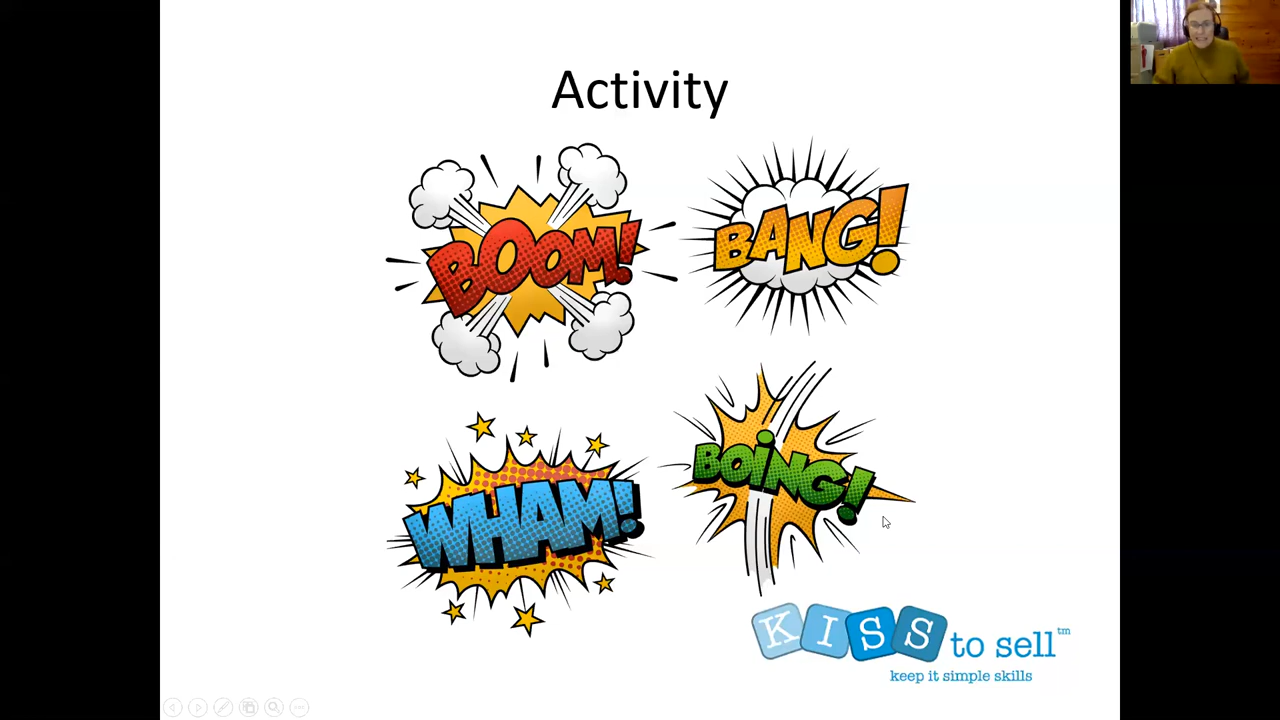 Activity
BOOM!
BANG!
WHAM!
BOiNG!
KISS to sell™
keep it simple skills